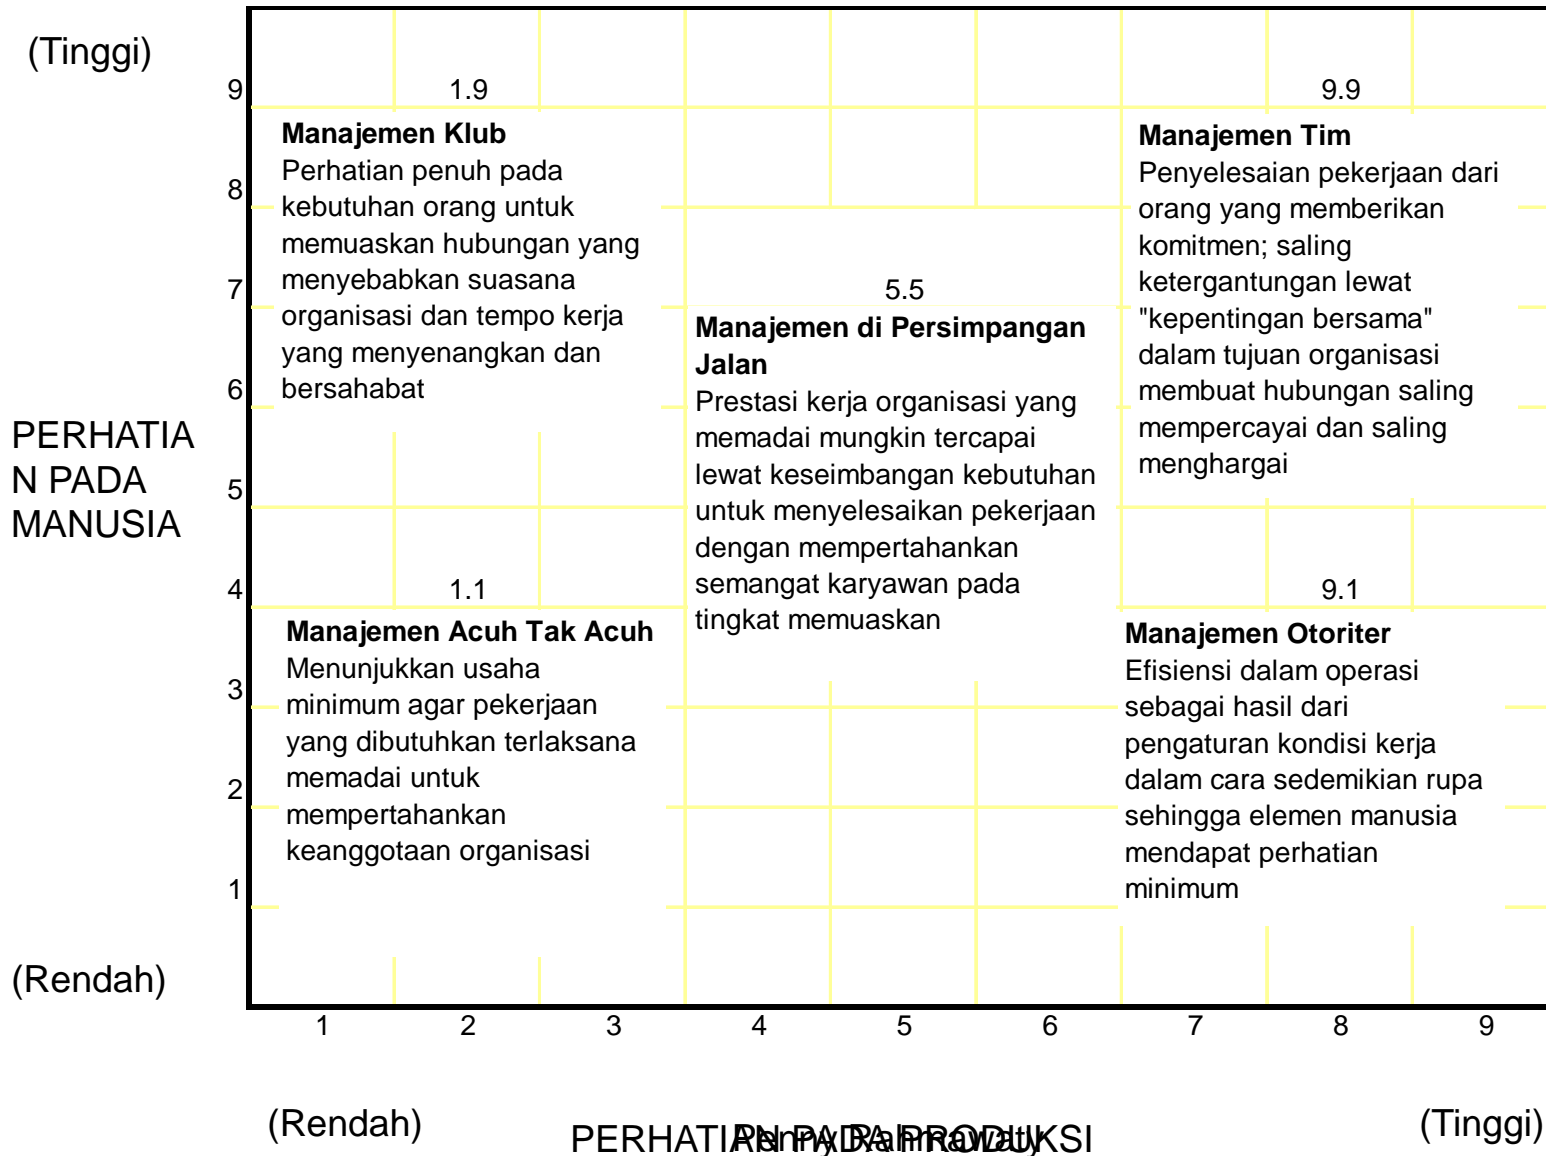 (Tinggi)
9
1.9
9.9
Manajemen Klub
Perhatian penuh pada
kebutuhan orang untuk
memuaskan hubungan yang
menyebabkan suasana
organisasi dan tempo kerja
yang menyenangkan dan
bersahabat
Manajemen Tim
Penyelesaian pekerjaan dari
orang yang memberikan
komitmen; saling
ketergantungan lewat
"kepentingan bersama"
dalam tujuan organisasi
membuat hubungan saling
mempercayai dan saling
menghargai
8
7
5.5
Manajemen di Persimpangan
Jalan
Prestasi kerja organisasi yang
memadai mungkin tercapai
lewat keseimbangan kebutuhan
untuk menyelesaikan pekerjaan
dengan mempertahankan
semangat karyawan pada
tingkat memuaskan
6
PERHATIA
N PADA
MANUSIA
5
4
1.1
9.1
Manajemen Acuh Tak Acuh
Menunjukkan usaha
minimum agar pekerjaan
yang dibutuhkan terlaksana
memadai untuk
mempertahankan
keanggotaan organisasi
Manajemen Otoriter
Efisiensi dalam operasi
sebagai hasil dari
pengaturan kondisi kerja
dalam cara sedemikian rupa
sehingga elemen manusia
mendapat perhatian
minimum
3
2
1
(Rendah)
1 2 3 4 5 6 7 8 9
(Rendah)
(Tinggi)
PERHATIAN PADA PRODUKSI
Penny Rahmawaty